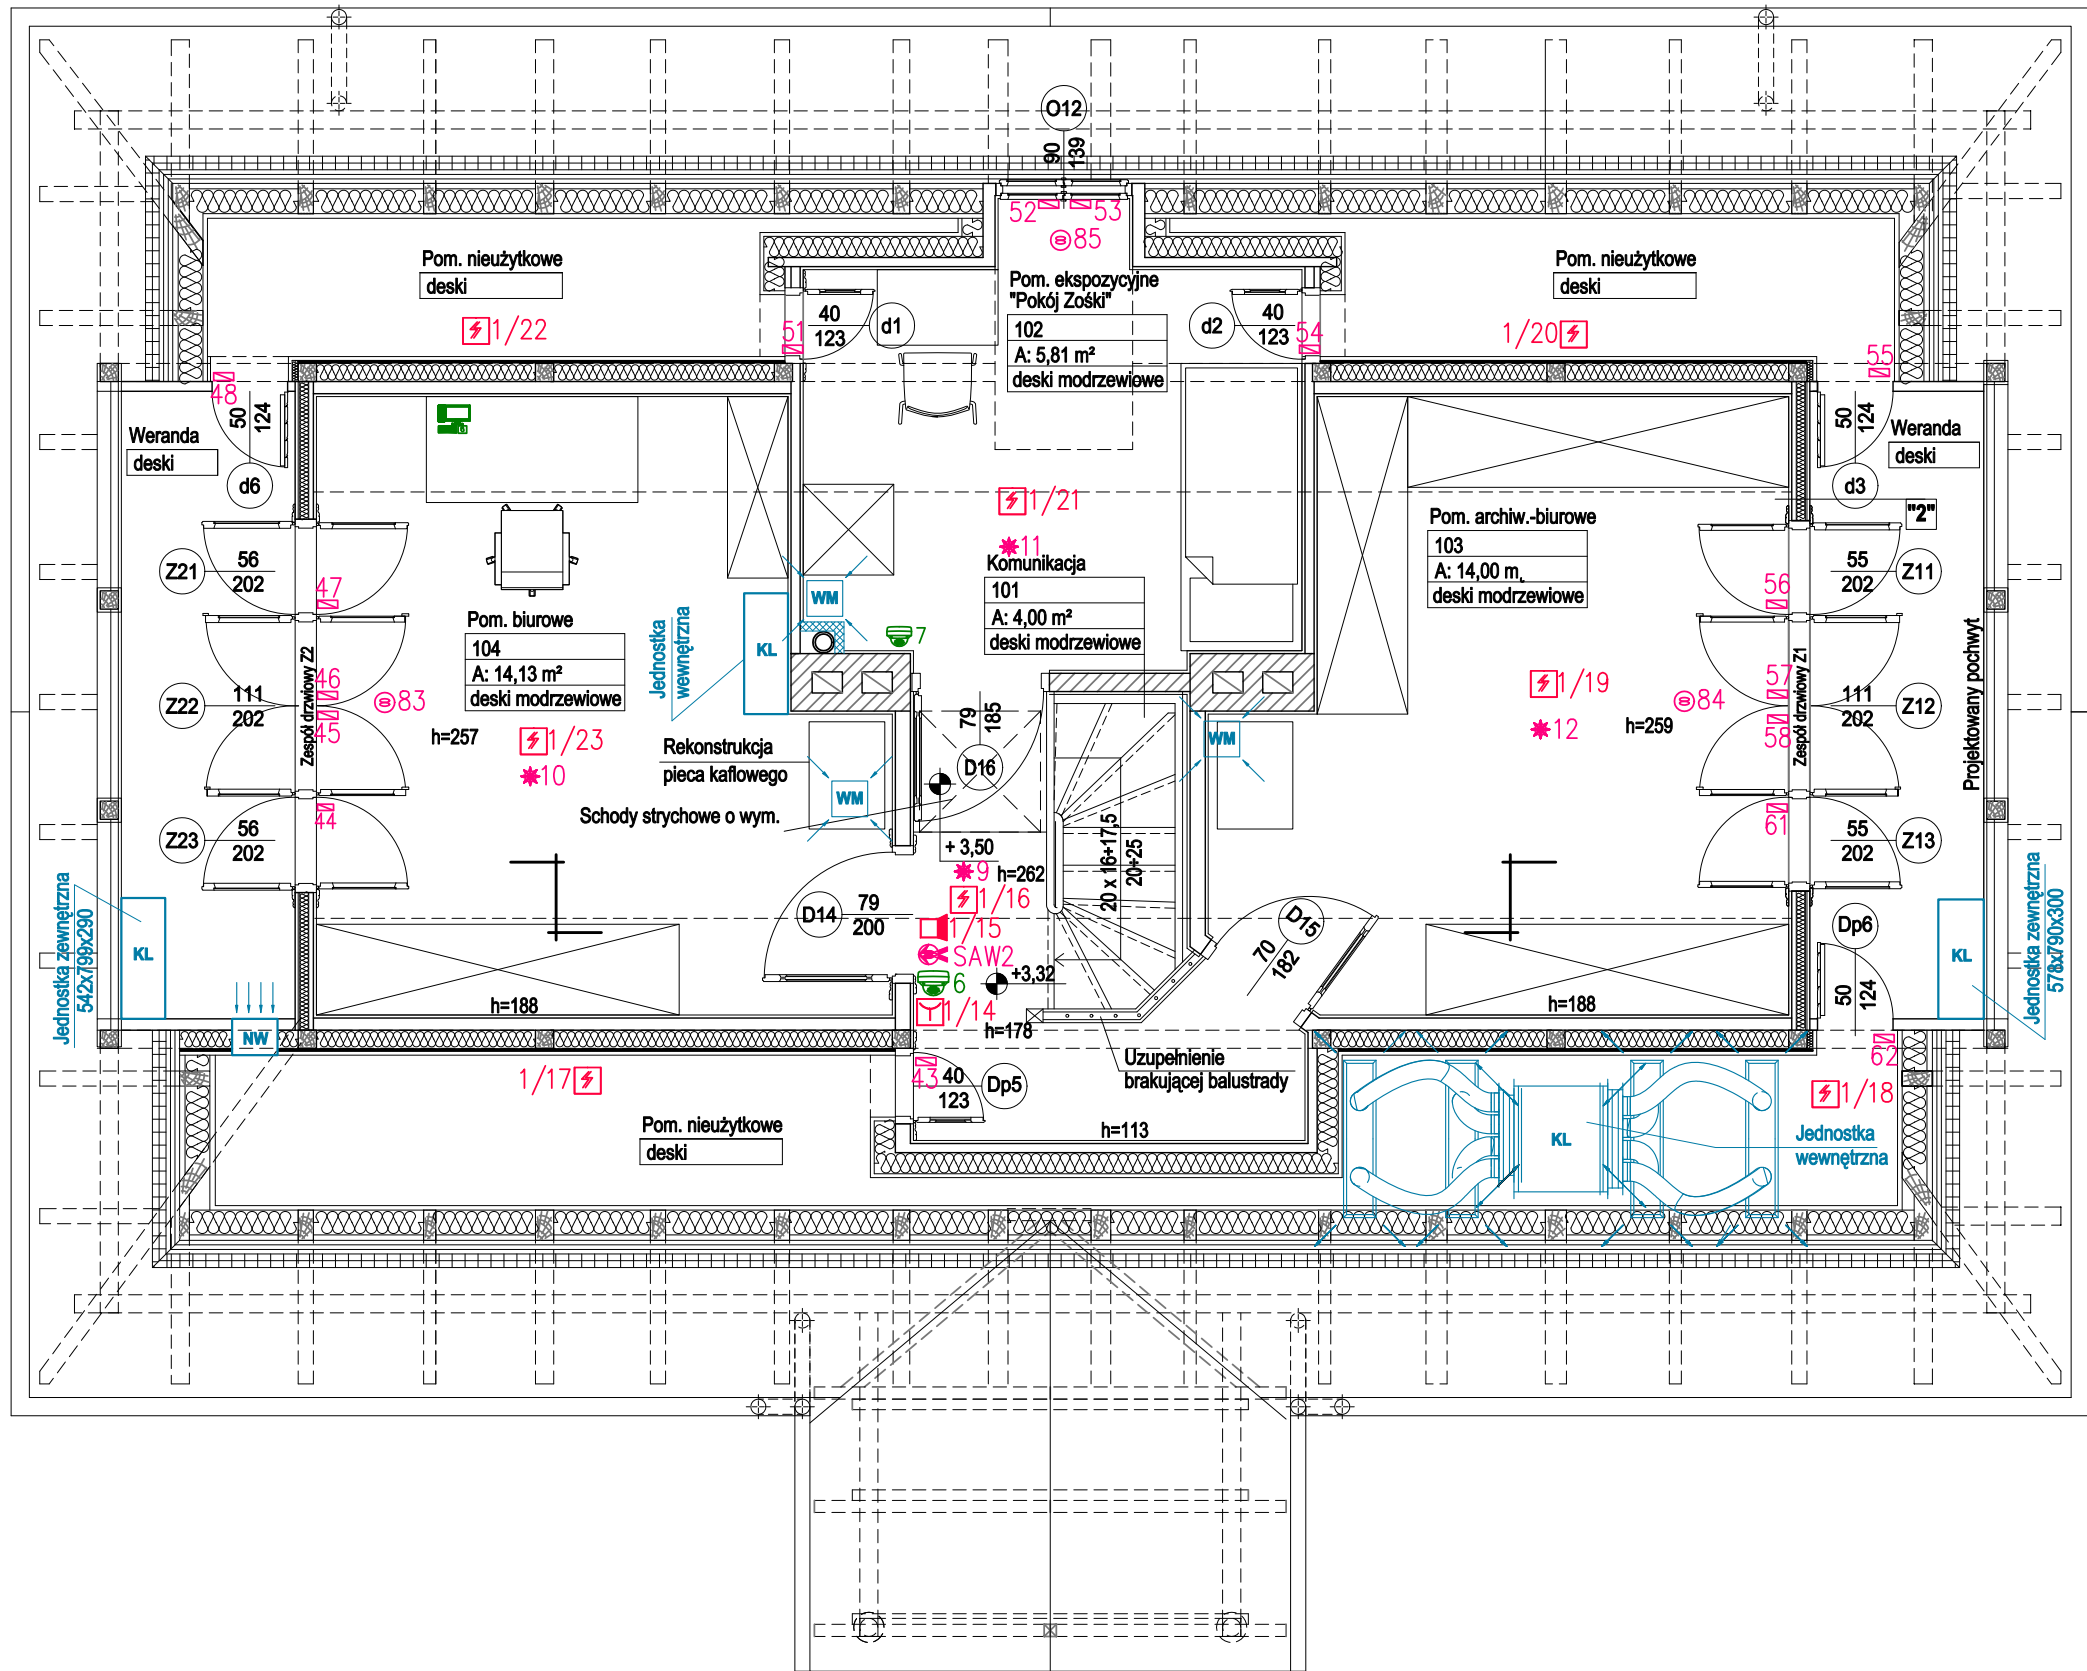 O12
90
139
52
53
85
Pom. nieużytkowe
deski
1/22
51
40
123
d1
Pom. ekspozycyjne
"Pokój Zośki"
102
A: 5,81 m²
deski modrzewiowe
d2
40
123
54
Pom. nieużytkowe
deski
1/20
55
48
50
124
Weranda
deski
d6
50
124
Weranda
deski
d3
"2"
1/21
11
Komunikacja
101
A: 4,00 m²
deski modrzewiowe
Pom. archiw.-biurowe
103
A: 14,00 m
deski modrzewiowe
Z21
56
202
47
Pom. biurowe
104
A: 14,13 m²
deski modrzewiowe
Jednostka
wewnętrzna
KL
WM
7
56
55
202
Z11
Z22
111
202
Zespół drzwiowy Z2
46
45
83
h=257
1/23
10
Rekonstrukcja
pieca kaflowego
Schody strychowe o wym.
WM
79
185
D16
WM
1/19
12
h=259
84
57
58
Zespół drzwiowy Z1
111
202
Z12
Projektowany pochwyt
Z23
56
202
44
+ 3,50
9
h=262
1/16
1/15
SAW2
6
+3,32
1/14
h=178
20 x 16÷17,5
20÷25
61
55
202
Z13
D14
79
200
D15
70
182
Dp6
50
124
Jednostka zewnętrzna
542x799x290
KL
NW
h=188
h=188
KL
Jednostka zewnętrzna
578x790x300
Uzupełnienie
brakującej balustrady
1/17
43
40
123
Dp5
h=113
62
1/18
KL
Jednostka
wewnętrzna
Pom. nieużytkowe
deski